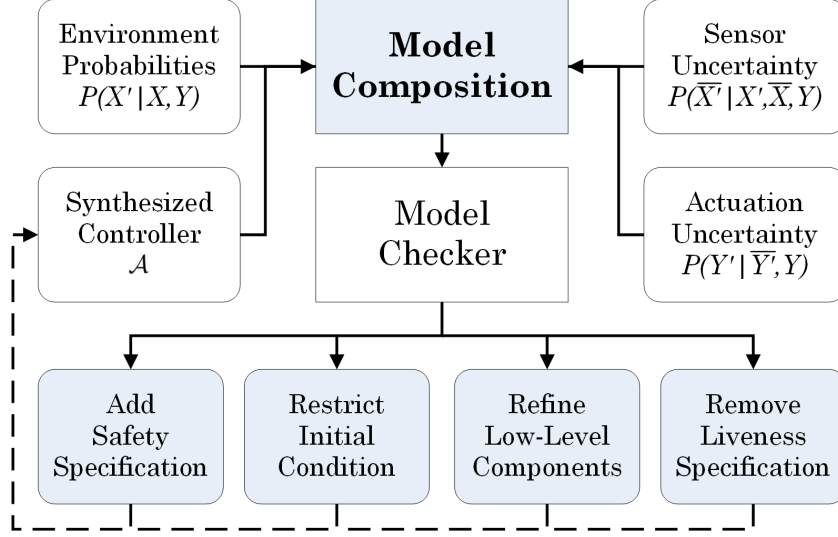 Environment
Probabilities
P(X′|X,Y)
Model
Composition
Sensor
Uncertainty
P(X̅′|X′,X̅,Y)
Synthesized
Controller
𝒜
Model
Checker
Actuation
Uncertainty
P(Y′|Y̅′,Y)
Add
Safety
Specification
Restrict
Initial
Condition
Refine
Low-Level
Components
Remove
Liveness
Specification